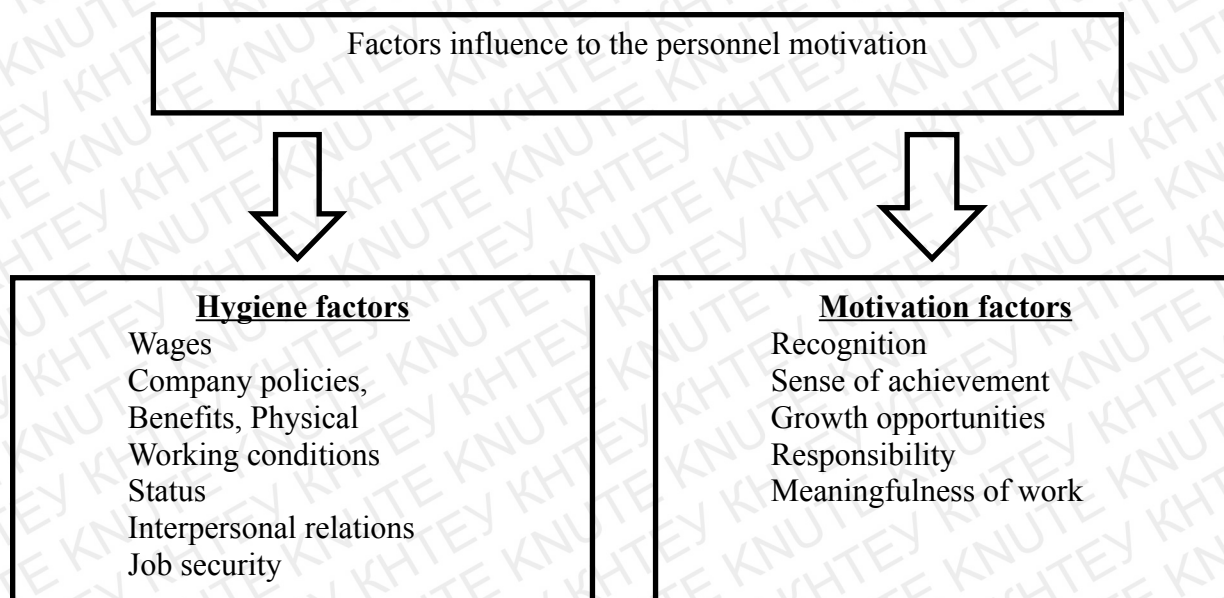 Factors influence to the personnel motivation
Hygiene factors
Wages
Company policies,
Benefits, Physical
Working conditions
Status
Interpersonal relations
Job security
Motivation factors
Recognition
Sense of achievement
Growth opportunities
Responsibility
Meaningfulness of work